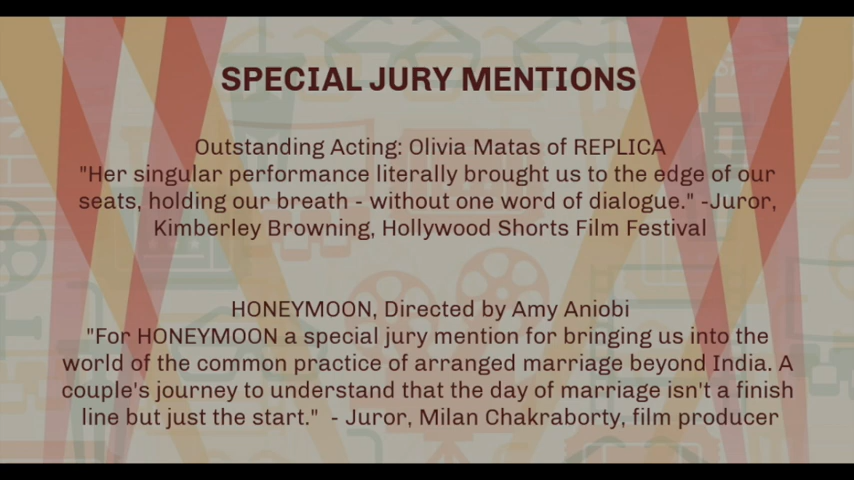 SPECIAL JURY MENTIONS
Outstanding Acting: Olivia Matas of REPLICA
"Her singular performance literally brought us to the edge of our
seats, holding our breath - without one word of dialogue." -Juror,
Kimberley Browning, Hollywood Shorts Film Festival
HONEYMOON, Directed by Amy Aniobi
"For HONEYMOON a special jury mention for bringing us into the
world of the common practice of arranged marriage beyond India. A
couple's journey to understand that the day of marriage isn't a finish
line but just the start."  - Juror, Milan Chakraborty, film producer